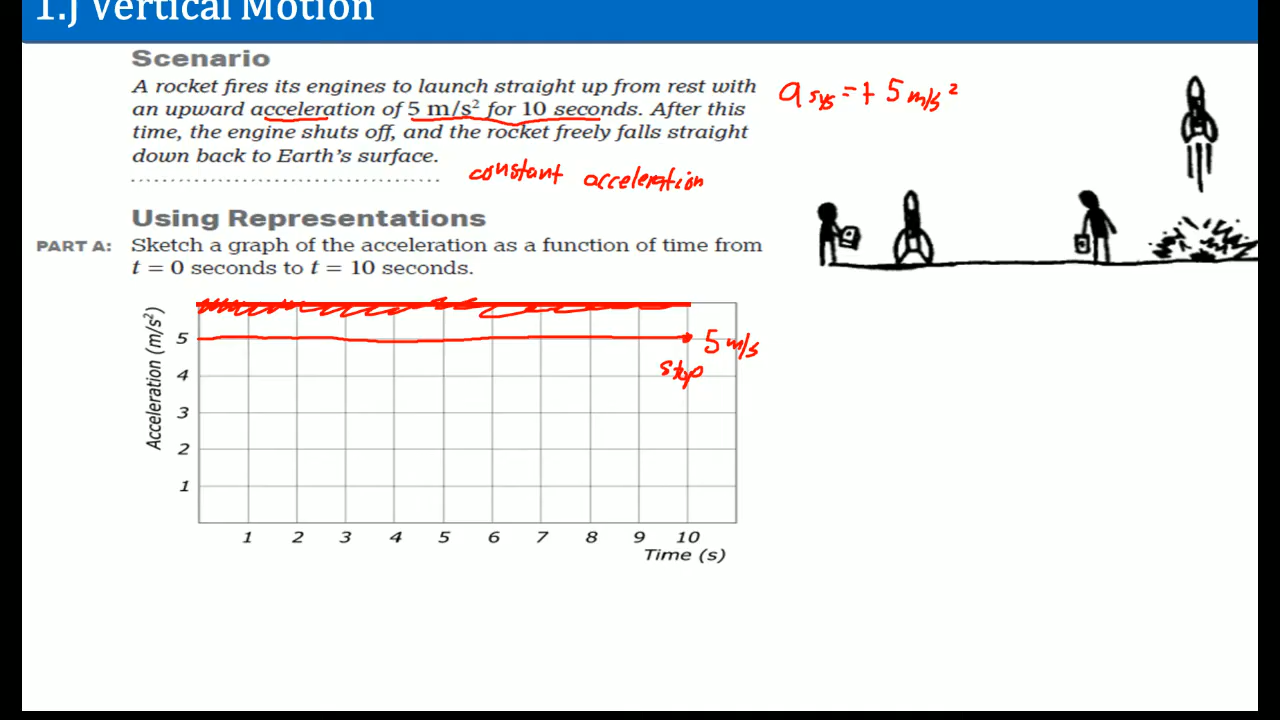 1.J Vertical Motion
Scenario
A rocket fires its engines to launch straight up from rest with
an upward acceleration of 5 m/s² for 10 seconds. After this
time, the engine shuts off, and the rocket freely falls straight
down back to Earth's surface.
a sys = + 5 m/s²
constant acceleration
Using Representations
PART A: Sketch a graph of the acceleration as a function of time from
t = 0 seconds to t = 10 seconds.
Acceleration (m/s²)
5
4
3
2
1
5 m/s
stop
1 2 3 4 5 6 7 8 9 10
Time (s)